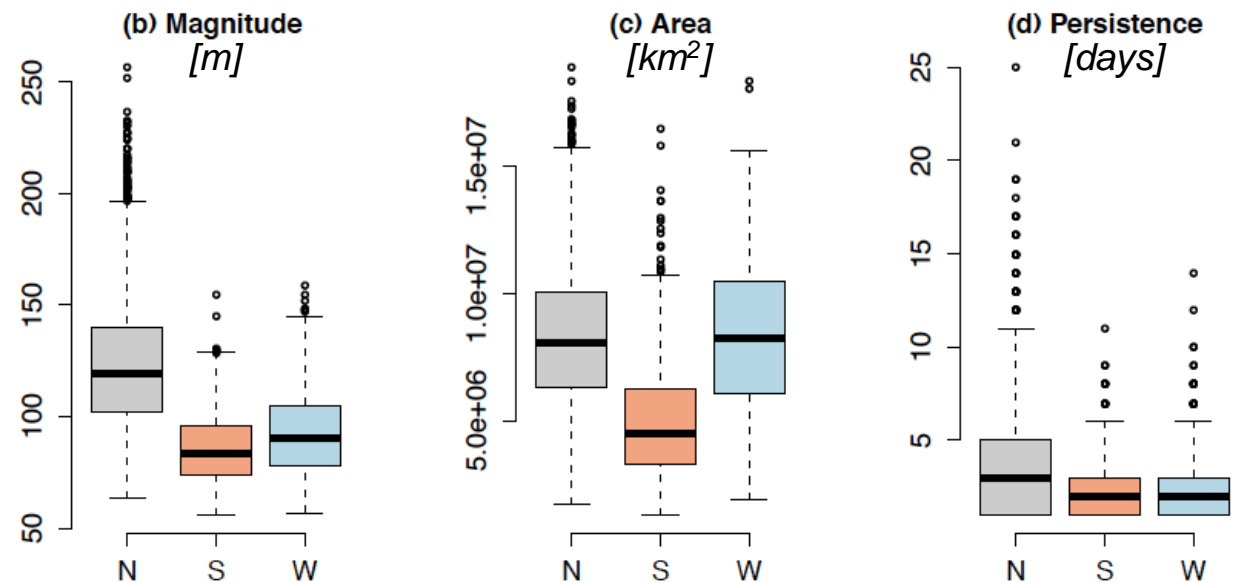 (b) Magnitude
[m]
250
200
150
100
50
N S W
(c) Area
[km²]
1.5e+07
1.0e+07
5.0e+06
N S W
(d) Persistence
[days]
25
20
15
10
5
N S W